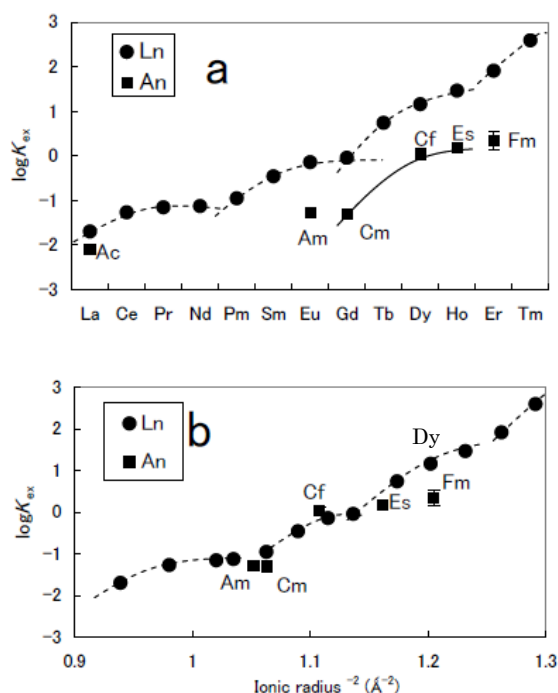 3
2
1
0
−1
−2
−3
logKex
Ln
An
a
Ac
Am
Cm
Cf
Es
Fm
La Ce Pr Nd Pm Sm Eu Gd Tb Dy Ho Er Tm
3
2
1
0
−1
−2
−3
logKex
Ln
An
b
Dy
Cf
Es
Fm
Am
Cm
0.9 1 1.1 1.2 1.3
Ionic radius ⁻² (Å⁻²)